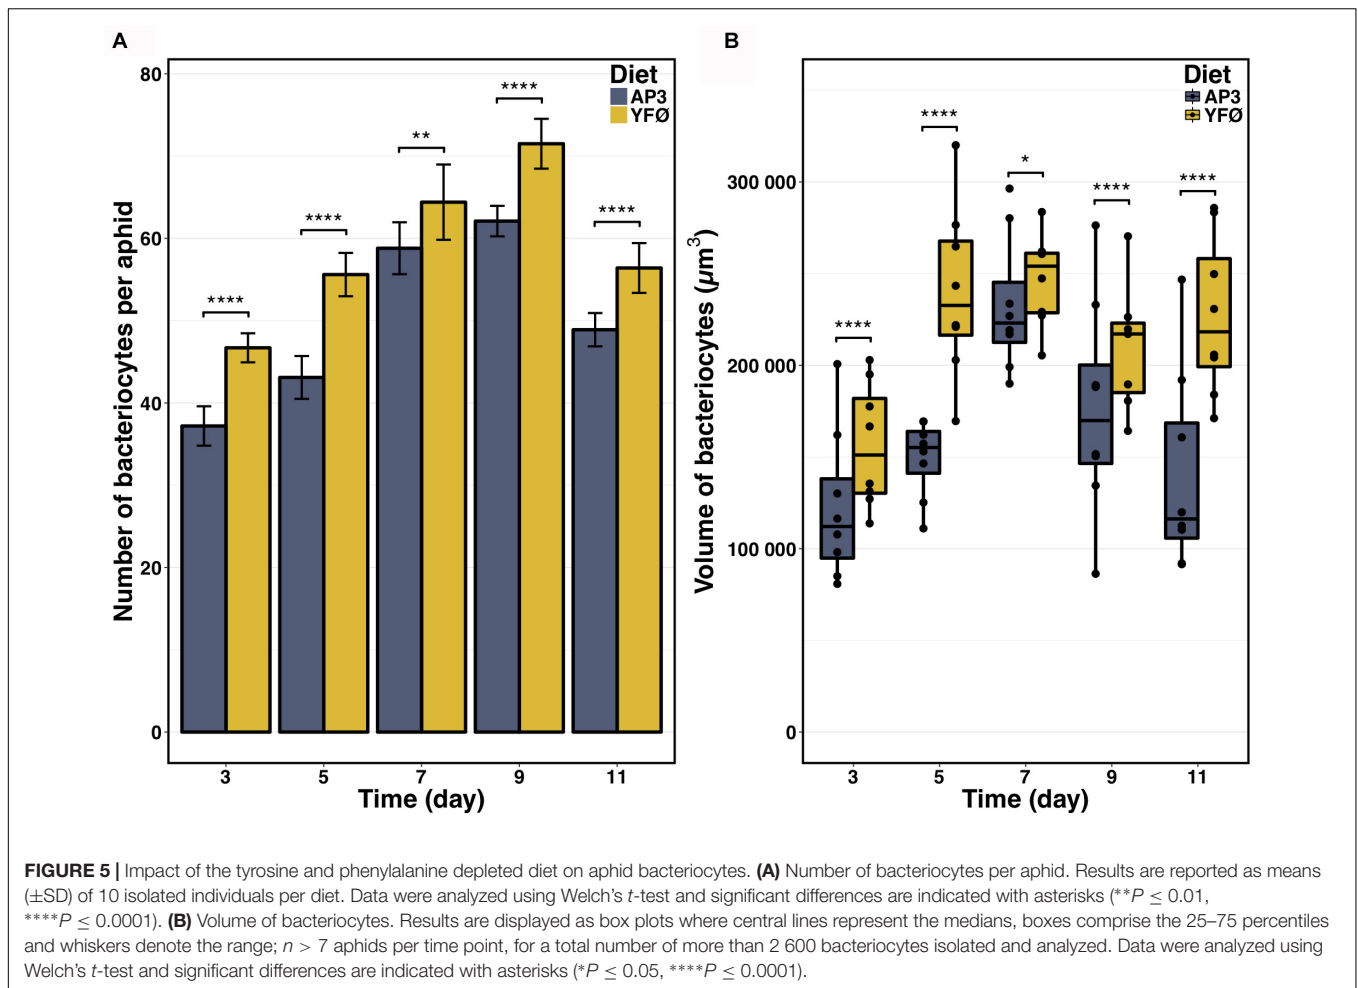 A
Number of bacteriocytes per aphid
80
60
40
20
0
****
****
**
****
****
Diet
AP3
YFØ
3 5 7 9 11
Time (day)
B
Volume of bacteriocytes (μm³)
300 000
200 000
100 000
0
****
****
*
****
****
Diet
AP3
YFØ
3 5 7 9 11
Time (day)
FIGURE 5 | Impact of the tyrosine and phenylalanine depleted diet on aphid bacteriocytes. (A) Number of bacteriocytes per aphid. Results are reported as means
(±SD) of 10 isolated individuals per diet. Data were analyzed using Welch’s t-test and significant differences are indicated with asterisks (**P ≤ 0.01,
****P ≤ 0.0001). (B) Volume of bacteriocytes. Results are displayed as box plots where central lines represent the medians, boxes comprise the 25–75 percentiles
and whiskers denote the range; n > 7 aphids per time point, for a total number of more than 2 600 bacteriocytes isolated and analyzed. Data were analyzed using
Welch’s t-test and significant differences are indicated with asterisks (*P ≤ 0.05, ****P ≤ 0.0001).